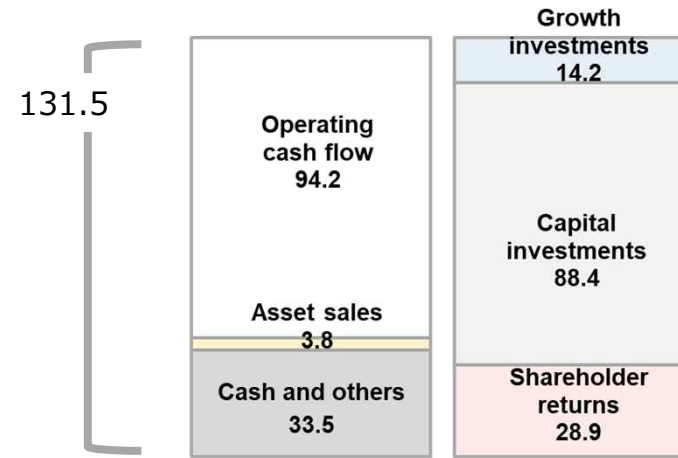 131.5
Operating
cash flow
94.2
Asset sales
3.8
Cash and others
33.5
Growth
investments
14.2
Capital
investments
88.4
Shareholder
returns
28.9